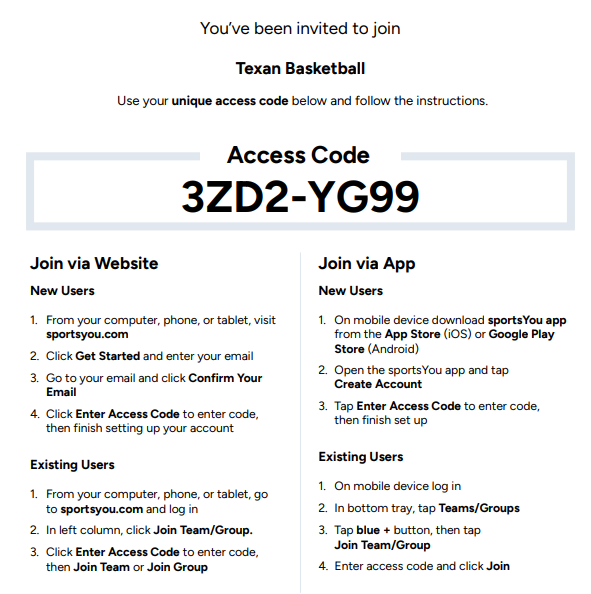 You’ve been invited to join
Texan Basketball
Use your unique access code below and follow the instructions.
Access Code
3ZD2-YG99
Join via Website
New Users
1. From your computer, phone, or tablet, visit
sportsyou.com
2. Click Get Started and enter your email
3. Go to your email and click Confirm Your
Email
4. Click Enter Access Code to enter code,
then finish setting up your account
Existing Users
1. From your computer, phone, or tablet, go
to sportsyou.com and log in
2. In left column, click Join Team/Group.
3. Click Enter Access Code to enter code,
then Join Team or Join Group
Join via App
New Users
1. On mobile device download sportsYou app
from the App Store (iOS) or Google Play
Store (Android)
2. Open the sportsYou app and tap
Create Account
3. Tap Enter Access Code to enter code,
then finish set up
Existing Users
1. On mobile device log in
2. In bottom tray, tap Teams/Groups
3. Tap blue + button, then tap
Join Team/Group
4. Enter access code and click Join